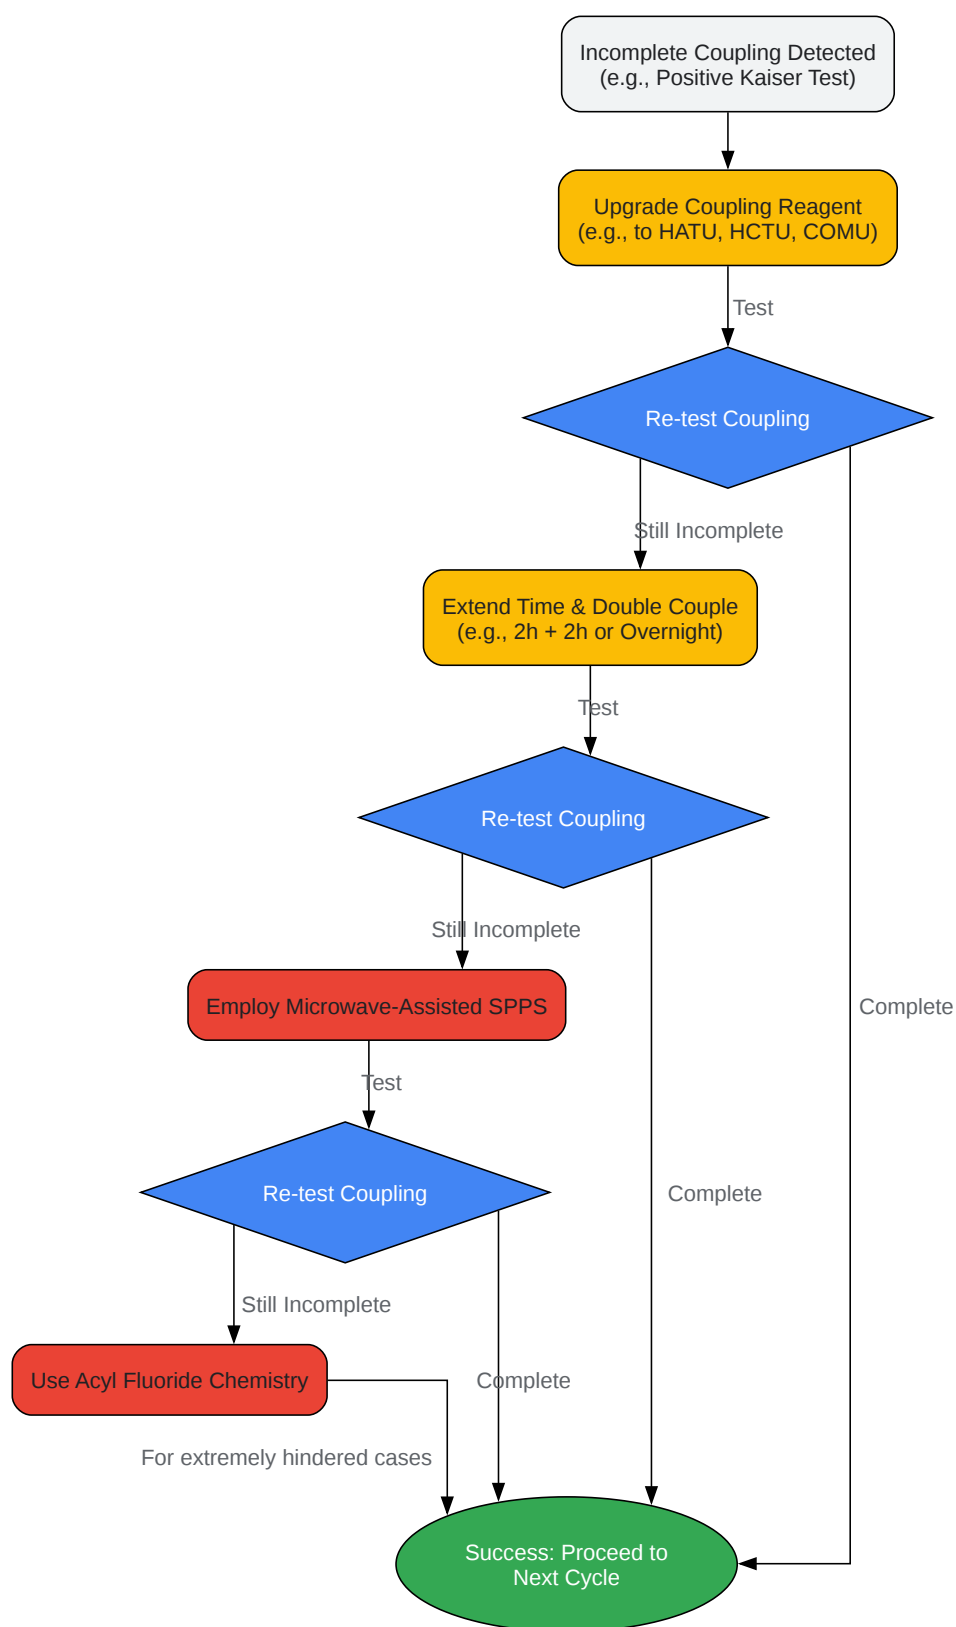 Incomplete Coupling Detected
(e.g., Positive Kaiser Test)
Upgrade Coupling Reagent
(e.g., to HATU, HCTU, COMU)
Test
Re-test Coupling
Still Incomplete
Extend Time & Double Couple
(e.g., 2h + 2h or Overnight)
Test
Re-test Coupling
Still Incomplete
Employ Microwave-Assisted SPPS
Complete
Test
Re-test Coupling
Complete
Still Incomplete
Use Acyl Fluoride Chemistry
Complete
For extremely hindered cases
Success: Proceed to
Next Cycle